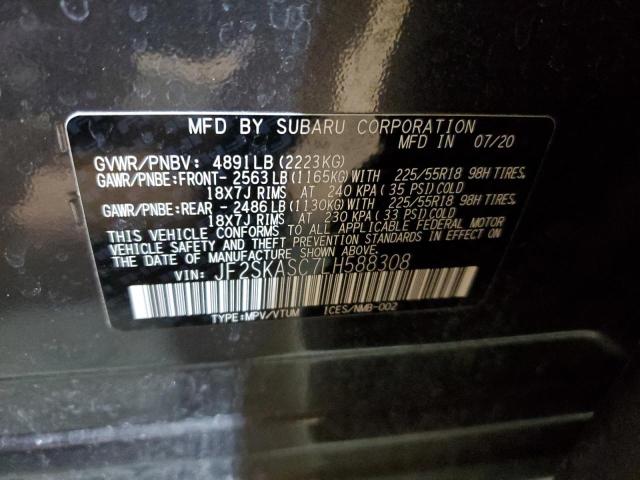 MFD BY SUBARU CORPORATION
MFD IN 07/20
GVWR/PNBV: 4891LB(2223KG)
GAWR/PNBE:FRONT- 2563LB(1165KG)WITH 225/55R18 98H TIRES,
18X7J RIMS AT 240 KPA(35 PSI)COLD
GAWR/PNBE:REAR - 2486LB(1130KG)WITH 225/55R18 98H TIRES,
18X7J RIMS AT 230 KPA(33 PSI)COLD
THIS VEHICLE CONFORMS TO ALL APPLICABLE FEDERAL MOTOR
VEHICLE SAFETY AND BUMPER STANDARDS IN EFFECT ON
THE DATE OF MANUFACTURE SHOWN ABOVE.
VIN: JF2SKASC7LH588308
TYPE:MPV/VTUM ICES/NMB-002